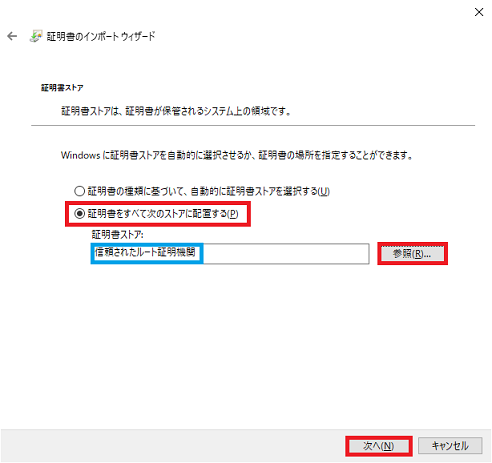 証明書のインポート ウィザード
証明書ストア
証明書ストアは、証明書が保管されるシステム上の領域です。
Windows に証明書ストアを自動的に選択させるか、証明書の場所を指定することができます。
証明書の種類に基づいて、自動的に証明書ストアを選択する(U)
証明書をすべて次のストアに配置する(P)
証明書ストア:
信頼されたルート証明機関
参照(R)...
次へ(N)
キャンセル